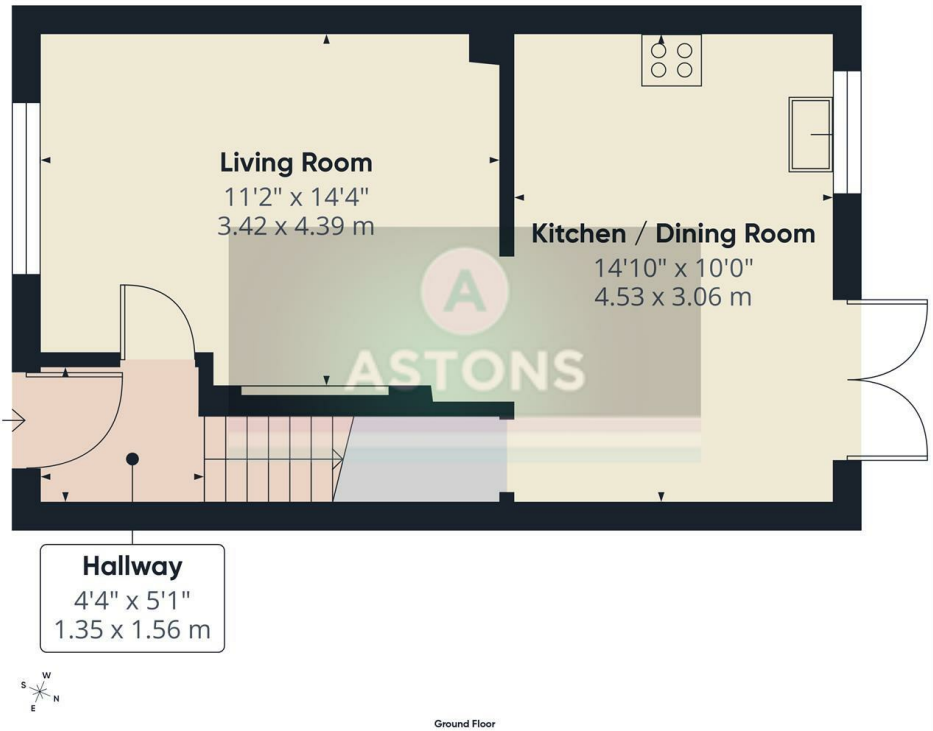 Living Room
11'2" x 14'4"
3.42 x 4.39 m
Kitchen / Dining Room
14'10" x 10'0"
4.53 x 3.06 m
A
ASTONS
Hallway
4'4" x 5'1"
1.35 x 1.56 m
W
S
N
E
Ground Floor